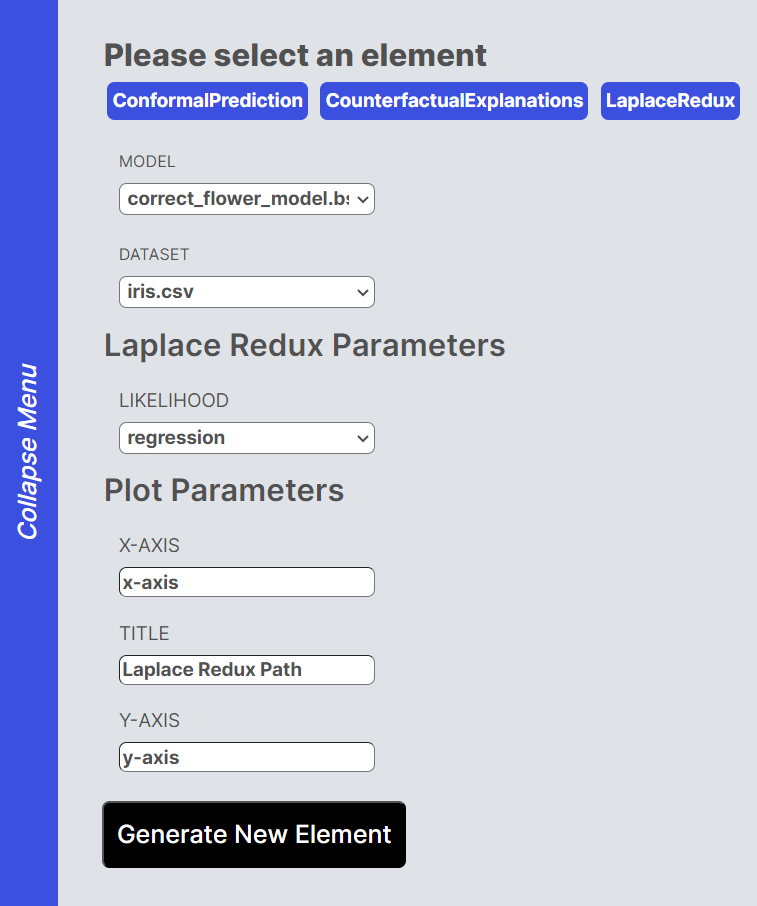 Please select an element
ConformalPrediction CounterfactualExplanations LaplaceRedux
MODEL
correct_flower_model.bs
DATASET
iris.csv
Laplace Redux Parameters
LIKELIHOOD
regression
Plot Parameters
X-AXIS
x-axis
TITLE
Laplace Redux Path
Y-AXIS
y-axis
Generate New Element
Collapse Menu